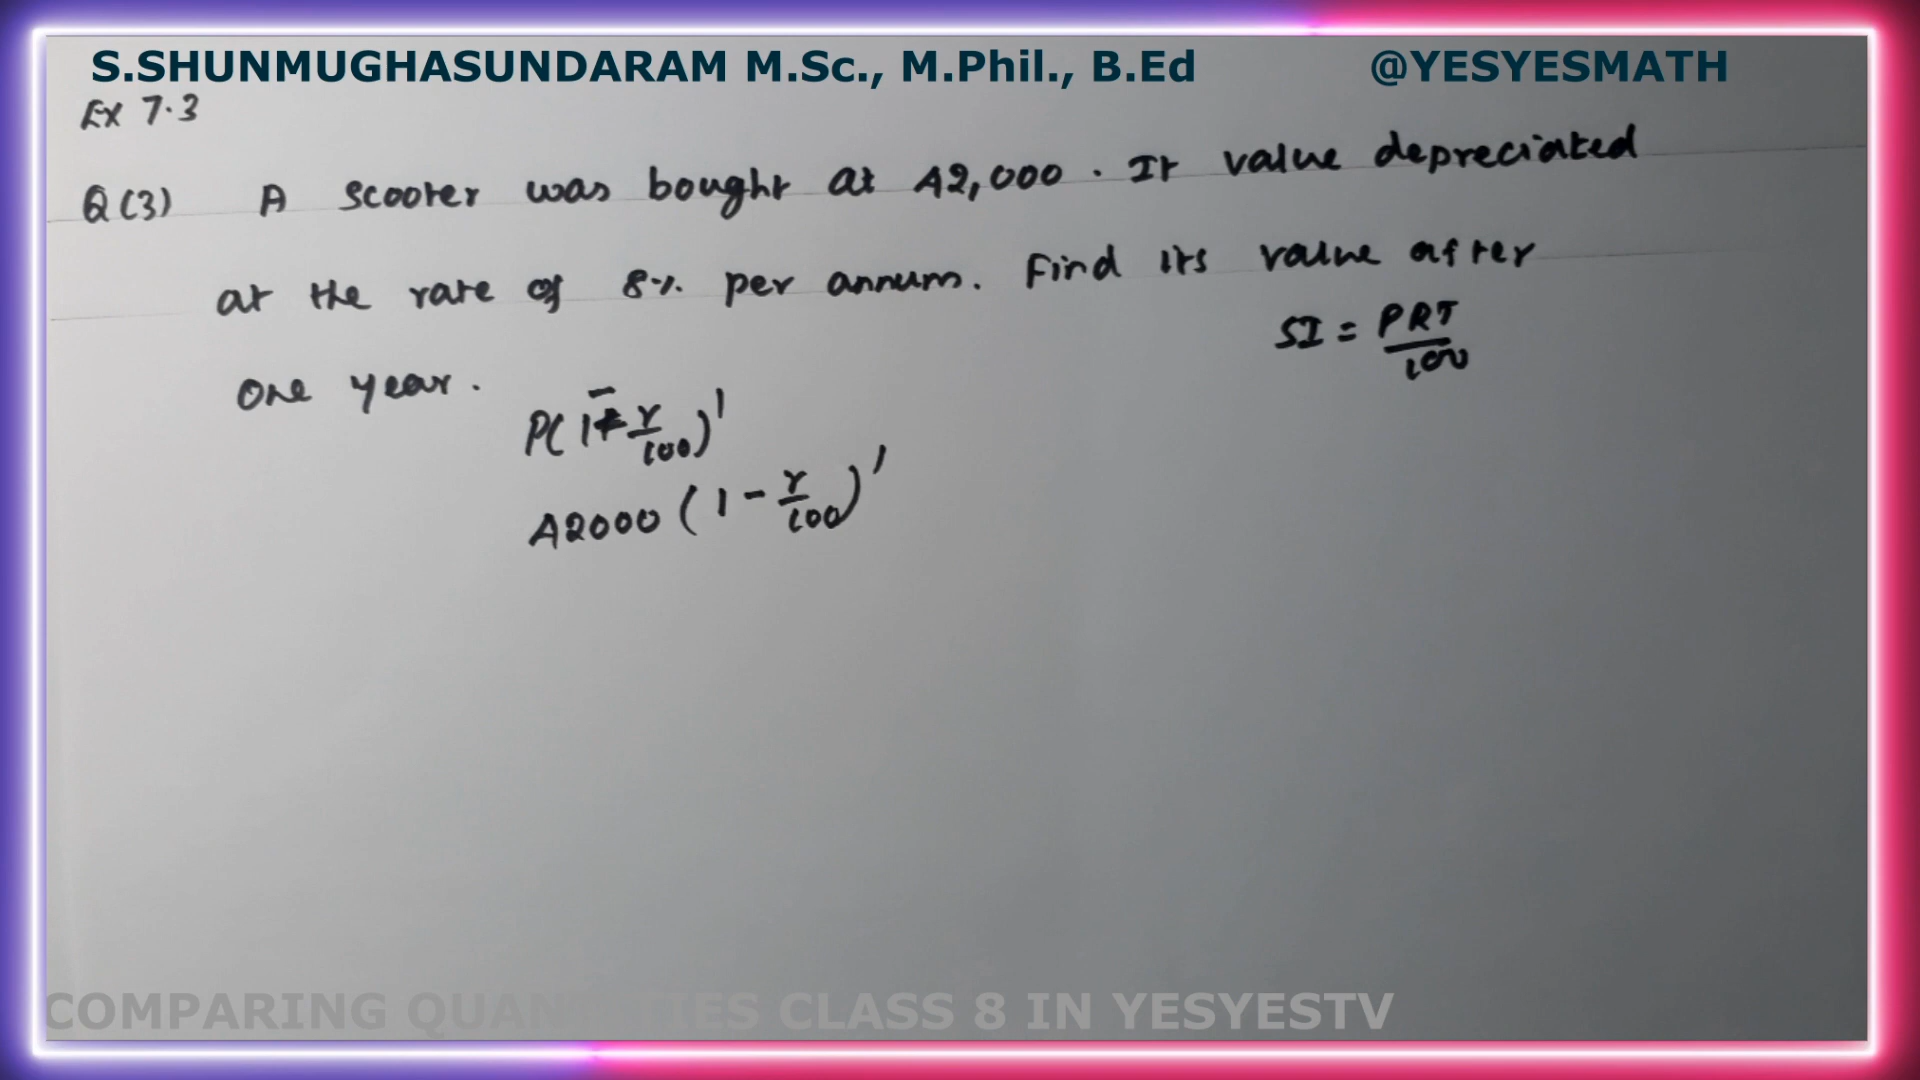 S.SHUNMUGHASUNDARAM M.Sc., M.Phil., B.Ed @YESYESMATH
Ex 7.3
Q(3) A scooter was bought at 42,000. It value depreciated
at the rate of 8% per annum. Find its value after
SI = PRT/100
one year.
P(1 - r/100)^1
42000 (1 - r/100)^1
COMPARING QUANTITIES CLASS 8 IN YESYESTV